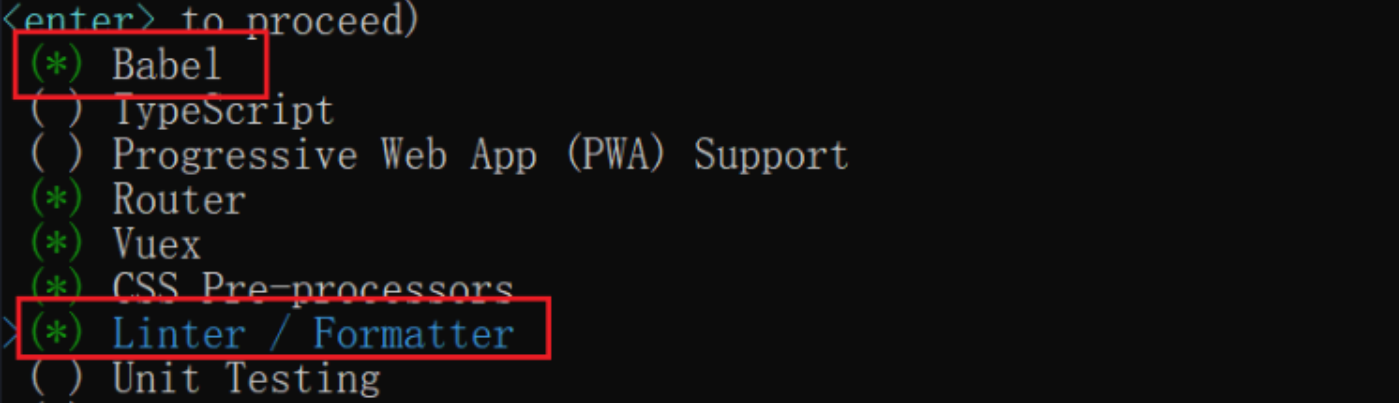 <enter> to proceed)
(*) Babel
( ) TypeScript
( ) Progressive Web App (PWA) Support
(*) Router
(*) Vuex
(*) CSS Pre-processors
>(*) Linter / Formatter
( ) Unit Testing